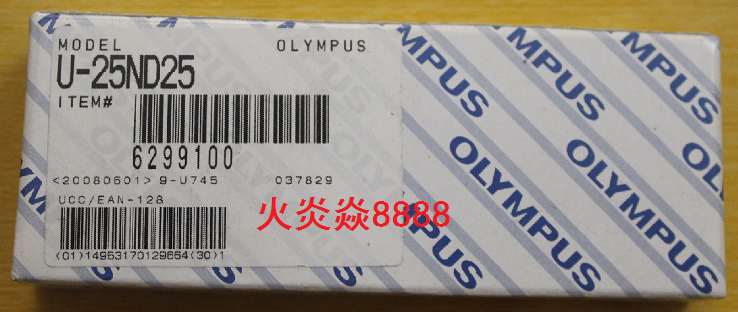 MODEL OLYMPUS
U-25ND25
ITEM#
6299100
<20080601> 9-U745 037829
UCC/EAN-128
(01)14953170129664(30)1
火炎焱8888
OLYMPUS
OLYMPUS
OLYMPUS
OLYMPUS